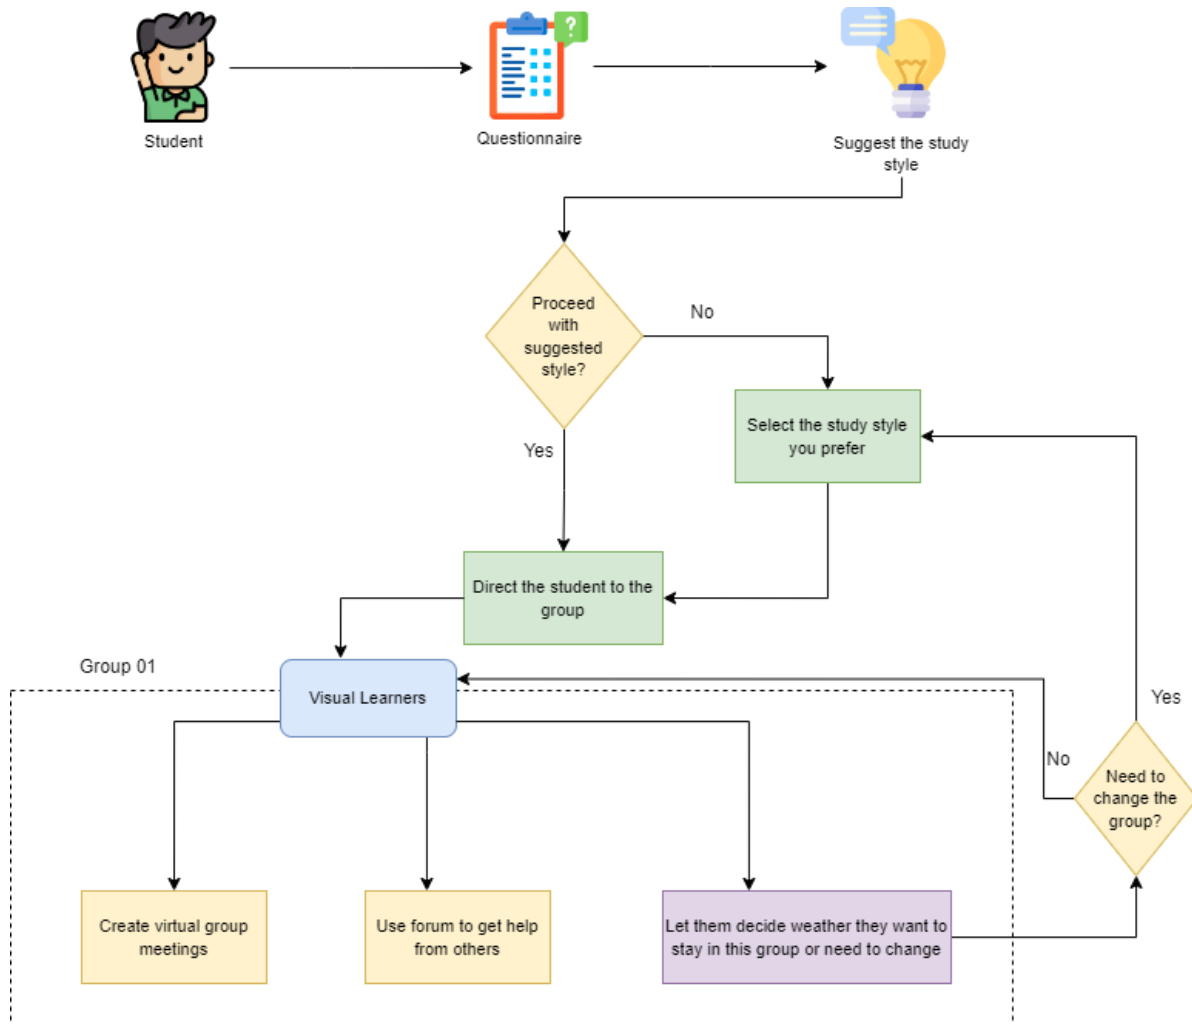 ?
Student
Questionnaire
Suggest the study
style
Proceed
with
suggested
style?
No
Select the study style
you prefer
Yes
Direct the student to the
group
Group 01
Visual Learners
Yes
No
Need to
change the
group?
Create virtual group
meetings
Use forum to get help
from others
Let them decide weather they want to
stay in this group or need to change